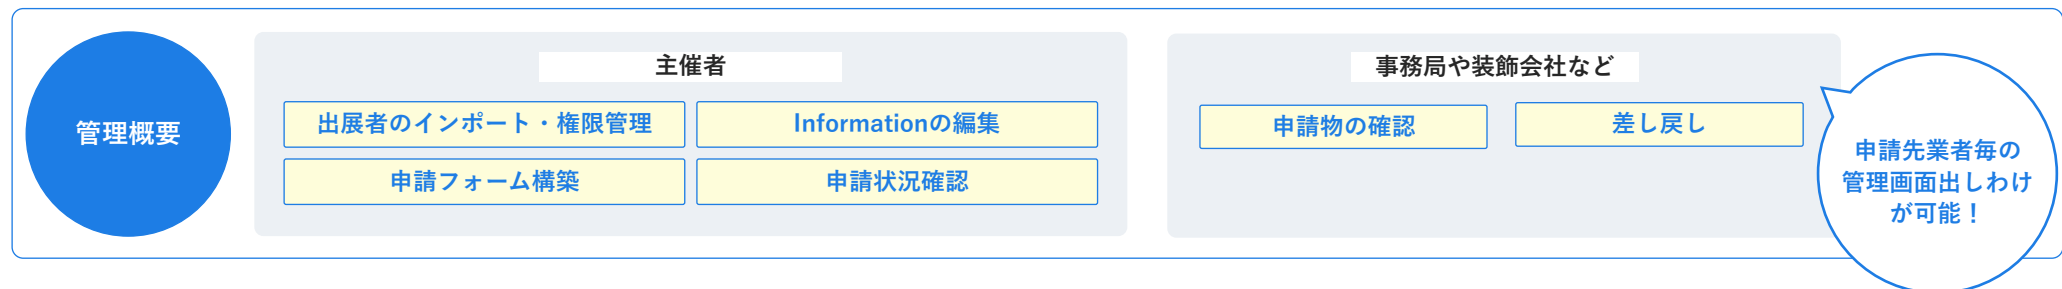 管理概要
主催者
出展者のインポート・権限管理
Informationの編集
申請フォーム構築
申請状況確認
事務局や装飾会社など
申請物の確認
差し戻し
申請先業者毎の
管理画面出しわけ
が可能！